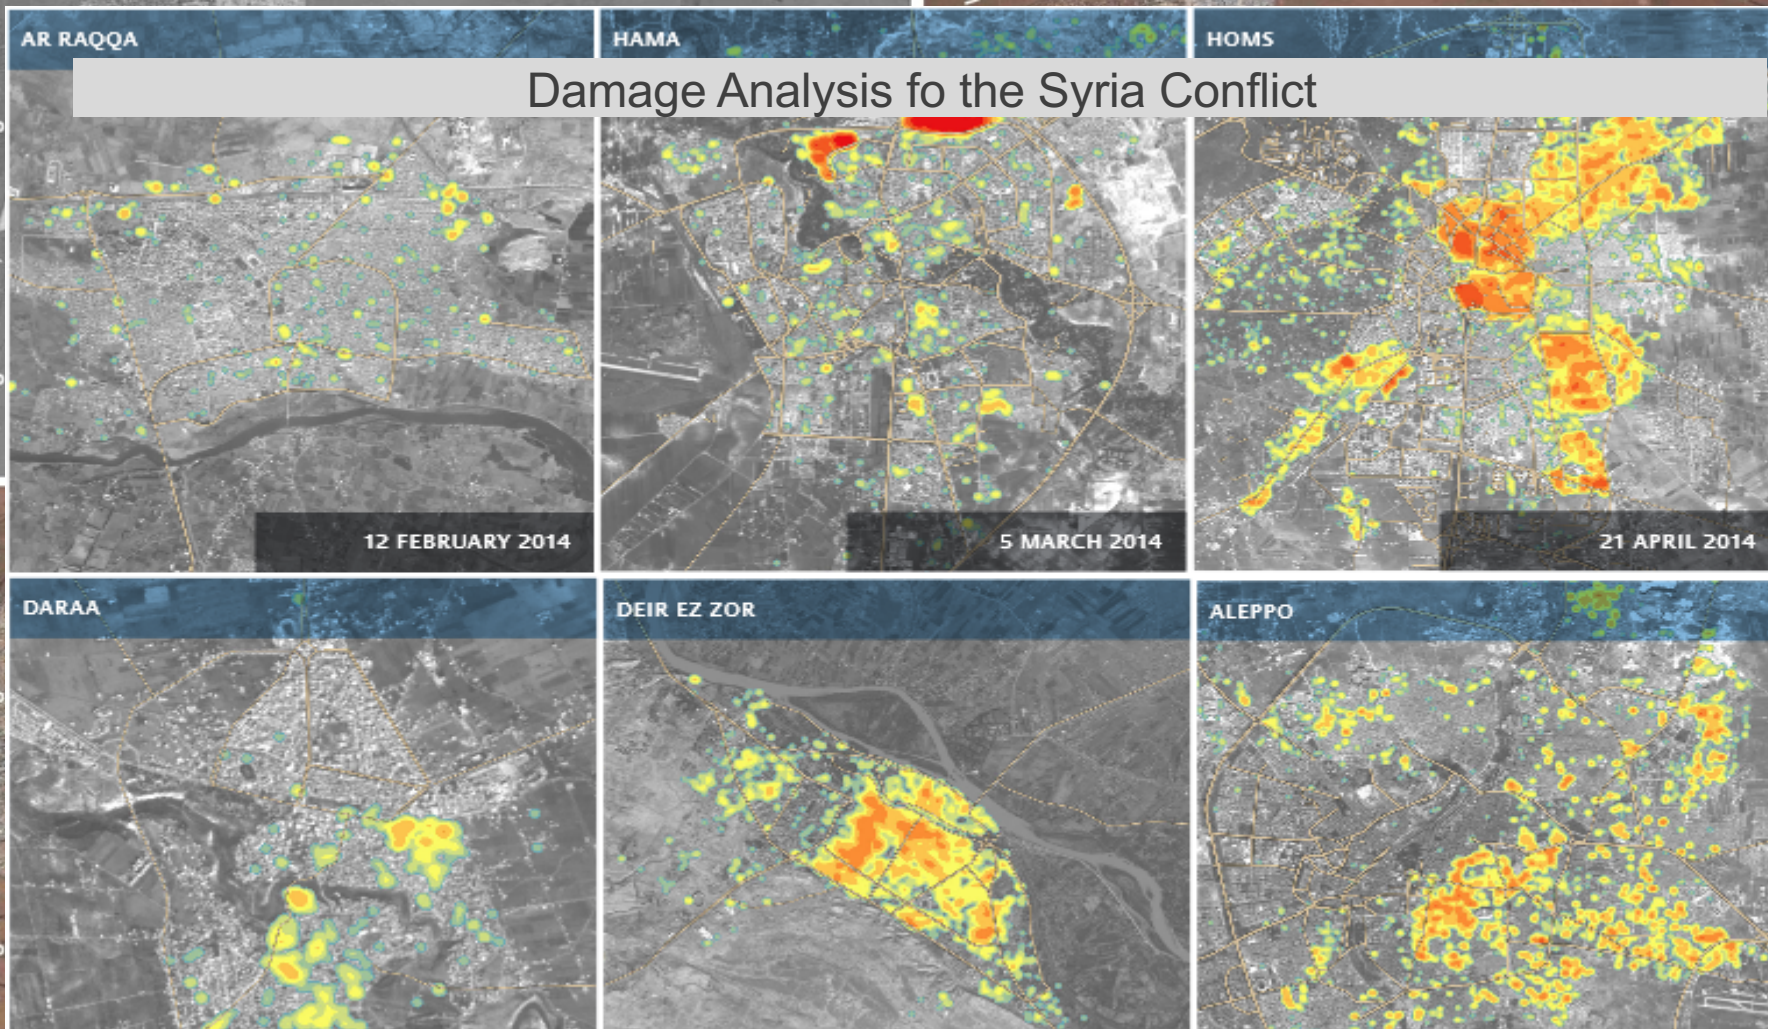 AR RAQQA
HAMA
HOMS
Damage Analysis fo the Syria Conflict
12 FEBRUARY 2014
5 MARCH 2014
21 APRIL 2014
DARAA
DEIR EZ ZOR
ALEPPO